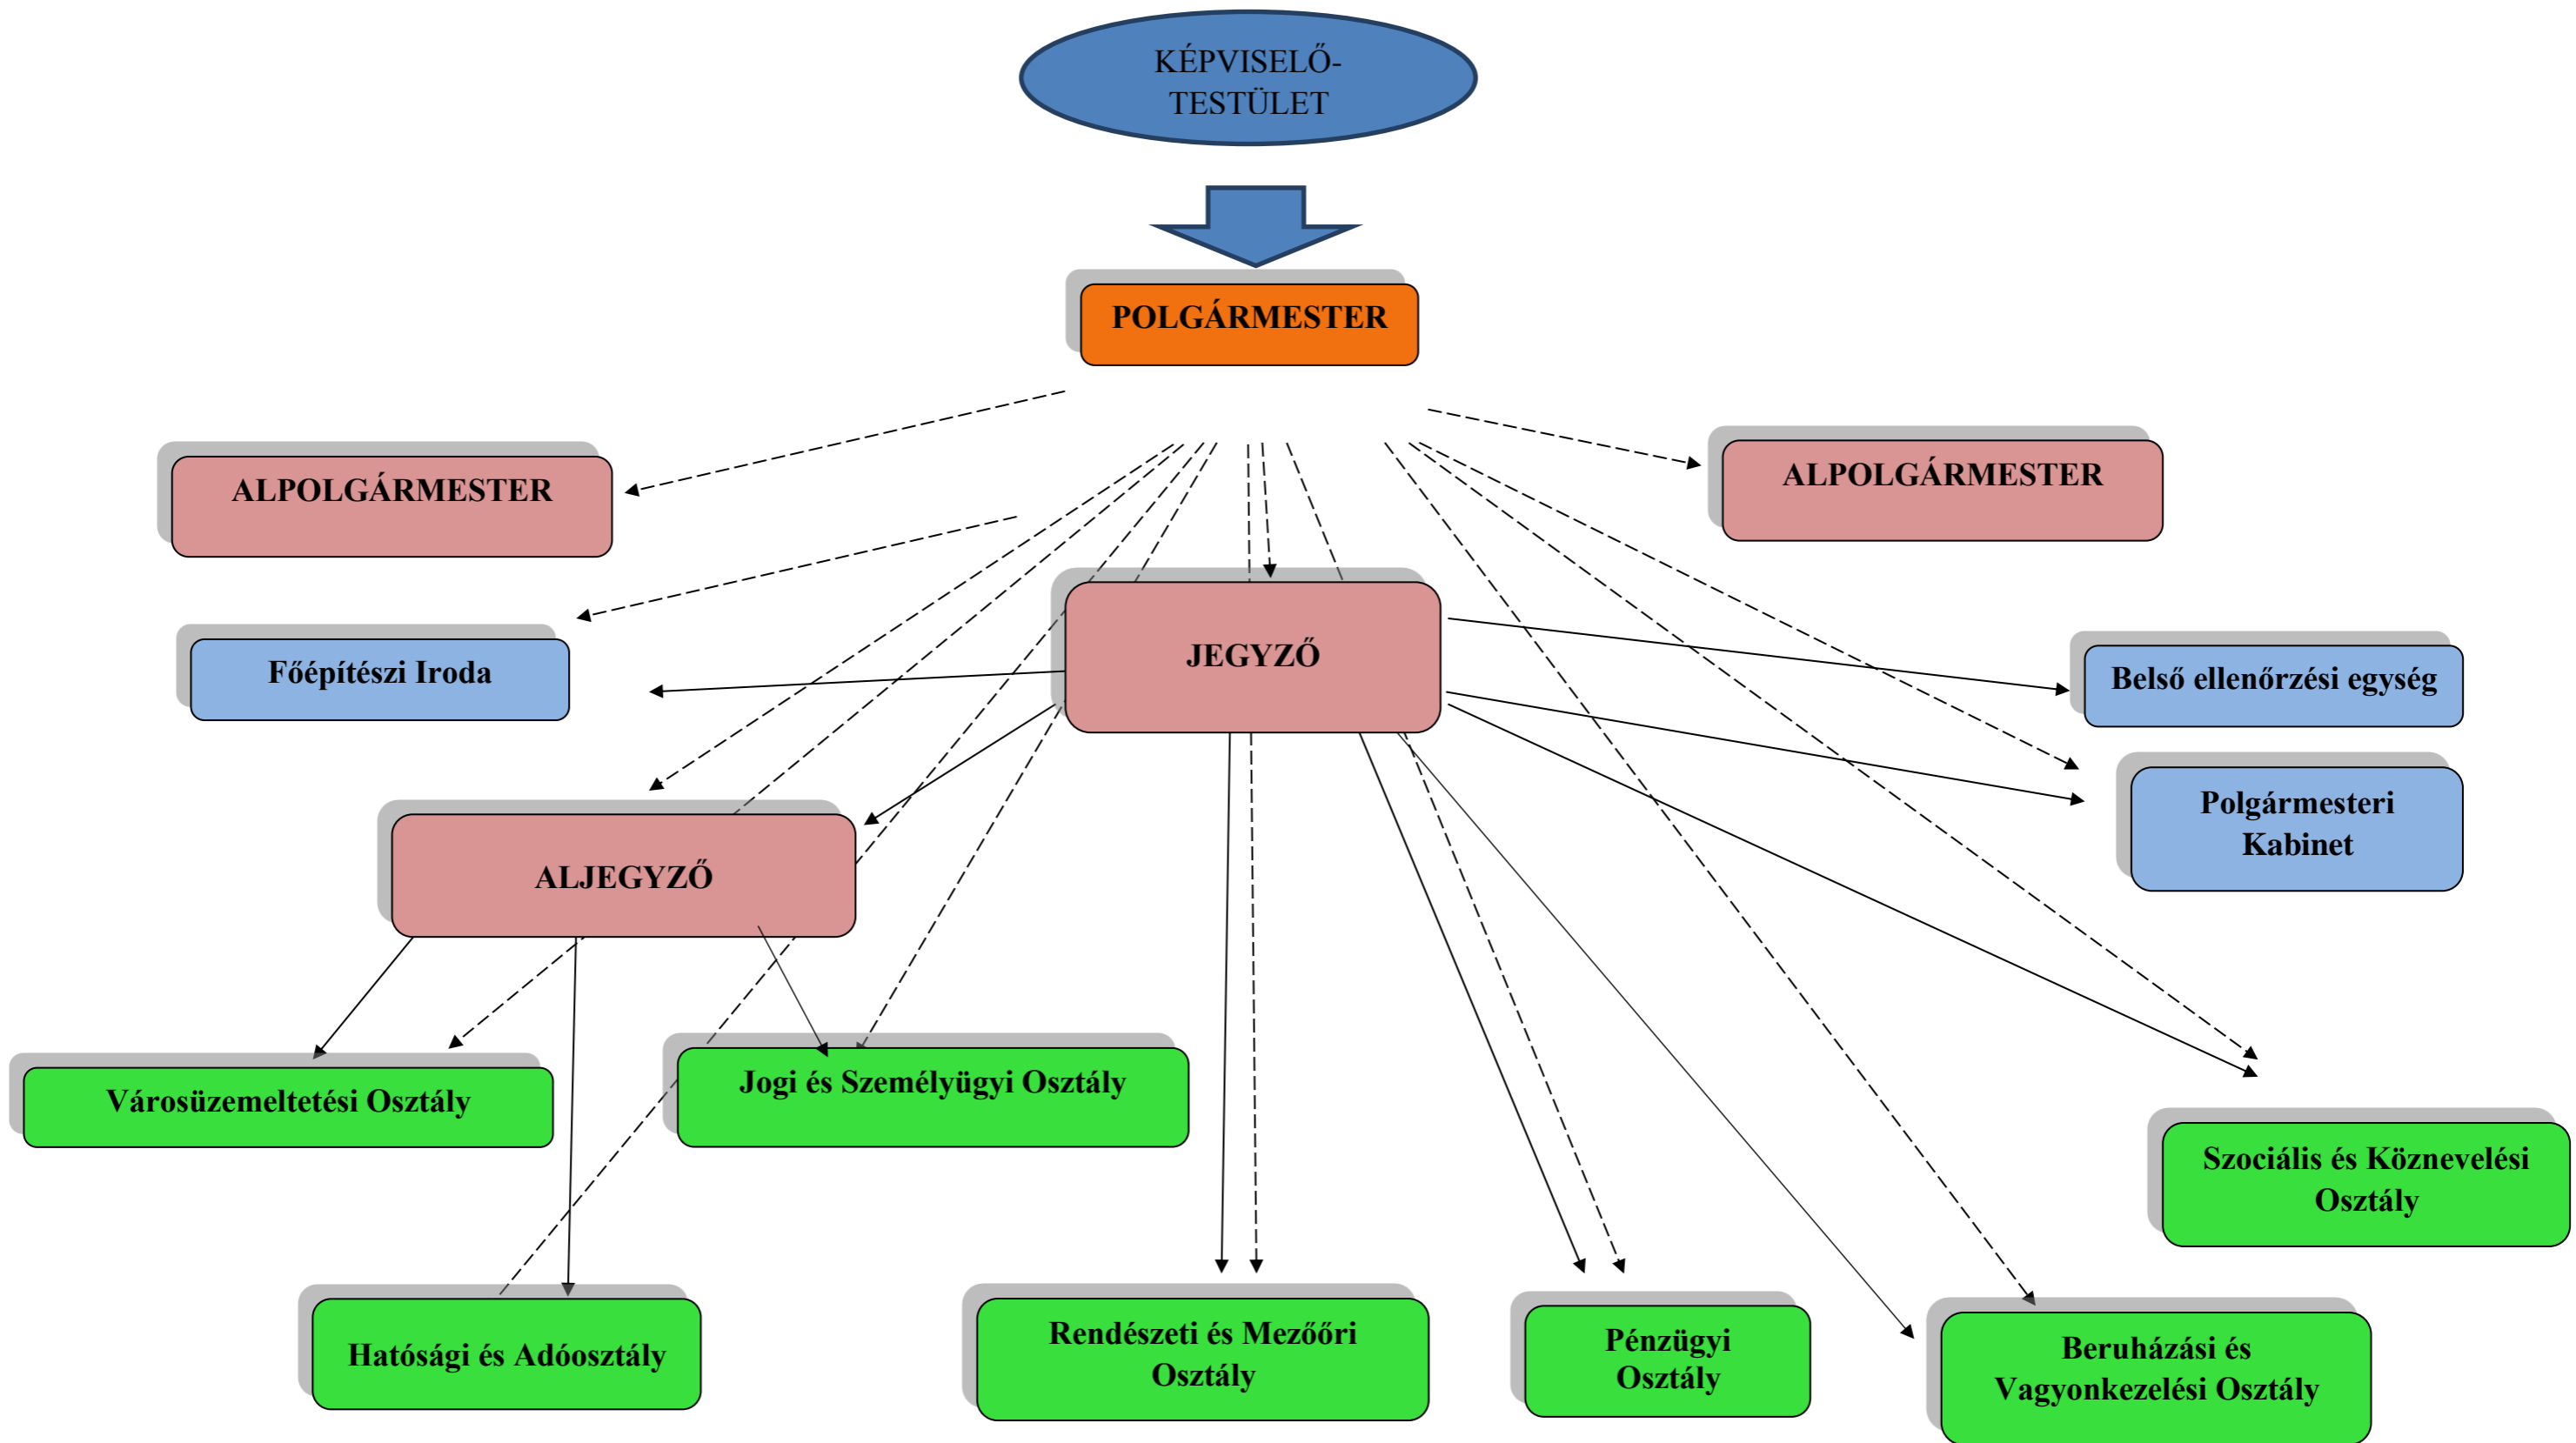 KÉPVISELŐ-
TESTÜLET
POLGÁRMESTER
ALPOLGÁRMESTER
ALPOLGÁRMESTER
JEGYZŐ
Főépítészi Iroda
Belső ellenőrzési egység
Polgármesteri
Kabinet
ALJEGYZŐ
Városüzemeltetési Osztály
Jogi és Személyügyi Osztály
Szociális és Köznevelési
Osztály
Hatósági és Adóosztály
Rendészeti és Mezőőri
Osztály
Pénzügyi
Osztály
Beruházási és
Vagyonkezelési Osztály